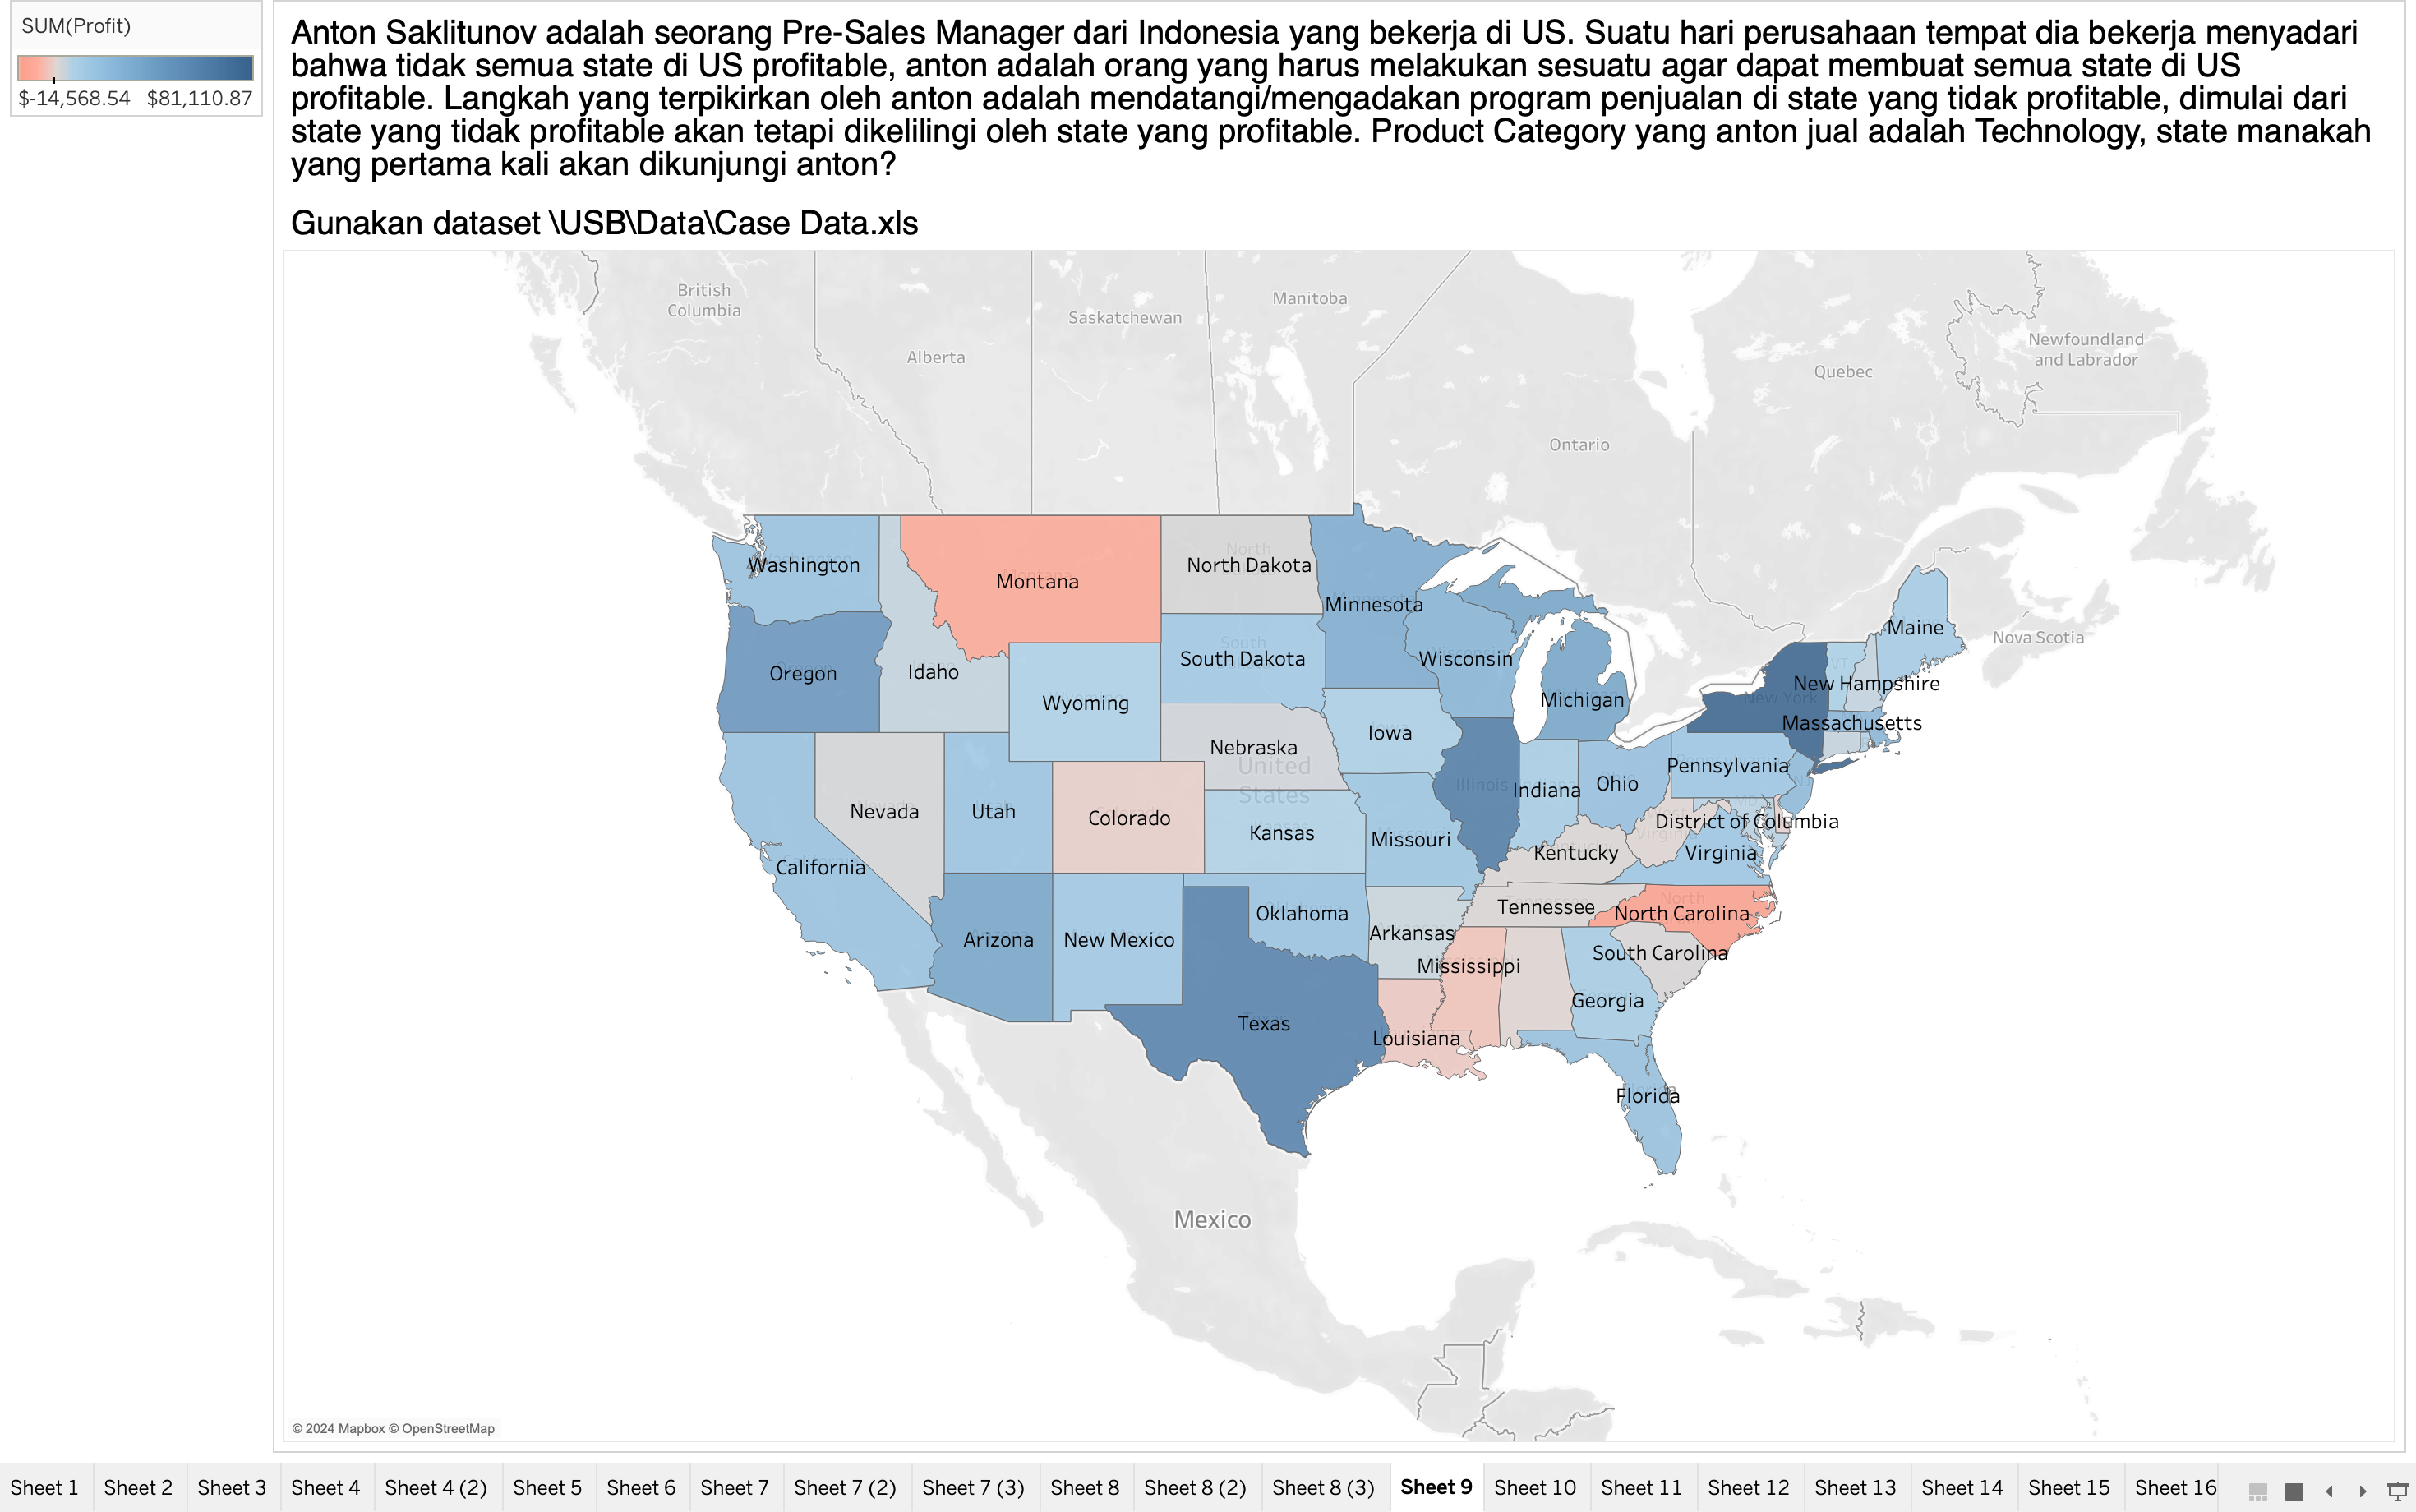 SUM(Profit)
$-14,568.54 $81,110.87
Anton Saklitunov adalah seorang Pre-Sales Manager dari Indonesia yang bekerja di US. Suatu hari perusahaan tempat dia bekerja menyadari
bahwa tidak semua state di US profitable, anton adalah orang yang harus melakukan sesuatu agar dapat membuat semua state di US
profitable. Langkah yang terpikirkan oleh anton adalah mendatangi/mengadakan program penjualan di state yang tidak profitable, dimulai dari
state yang tidak profitable akan tetapi dikelilingi oleh state yang profitable. Product Category yang anton jual adalah Technology, state manakah
yang pertama kali akan dikunjungi anton?
Gunakan dataset \USB\Data\Case Data.xls
British
Columbia
Alberta
Saskatchewan
Manitoba
Ontario
Quebec
Newfoundland
and Labrador
Nova Scotia
Washington
Montana
North Dakota
North
Minnesota
Maine
Oregon
Idaho
Wyoming
South
South Dakota
Wisconsin
Michigan
VT
New Hampshire
New York
Massachusetts
Nebraska
United
States
Iowa
Illinois
Indiana
Ohio
Pennsylvania
Nevada
Utah
Colorado
Kansas
Missouri
MD
District of Columbia
West
Virginia
Kentucky
Virginia
California
Arizona
New Mexico
Oklahoma
Arkansas
Tennessee
North
North Carolina
South Carolina
Mississippi
Georgia
Texas
Louisiana
Florida
Mexico
© 2024 Mapbox © OpenStreetMap
Sheet 1 Sheet 2 Sheet 3 Sheet 4 Sheet 4 (2) Sheet 5 Sheet 6 Sheet 7 Sheet 7 (2) Sheet 7 (3) Sheet 8 Sheet 8 (2) Sheet 8 (3) Sheet 9 Sheet 10 Sheet 11 Sheet 12 Sheet 13 Sheet 14 Sheet 15 Sheet 16